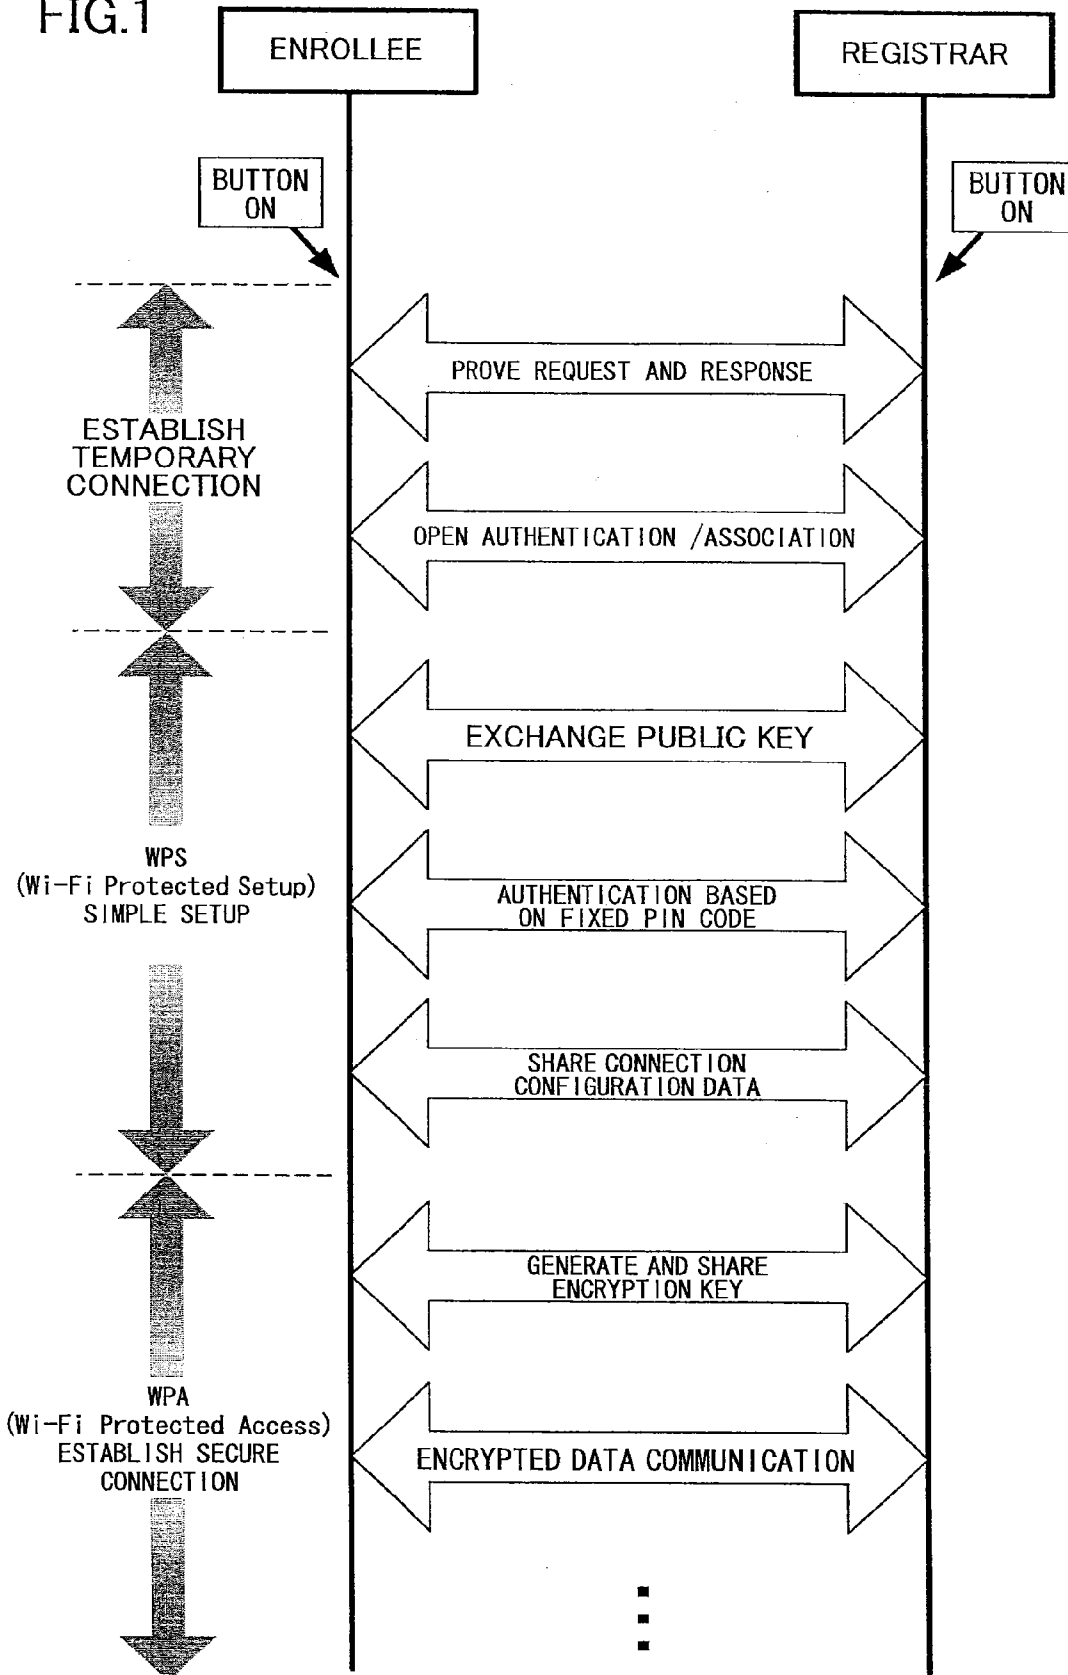 FIG.1
ENROLLEE
REGISTRAR
BUTTON
ON
BUTTON
ON
PROVE REQUEST AND RESPONSE
ESTABLISH
TEMPORARY
CONNECTION
OPEN AUTHENTICATION /ASSOCIATION
EXCHANGE PUBLIC KEY
WPS
(Wi-Fi Protected Setup)
SIMPLE SETUP
AUTHENTICATION BASED
ON FIXED PIN CODE
SHARE CONNECTION
CONFIGURATION DATA
GENERATE AND SHARE
ENCRYPTION KEY
WPA
(Wi-Fi Protected Access)
ESTABLISH SECURE
CONNECTION
ENCRYPTED DATA COMMUNICATION